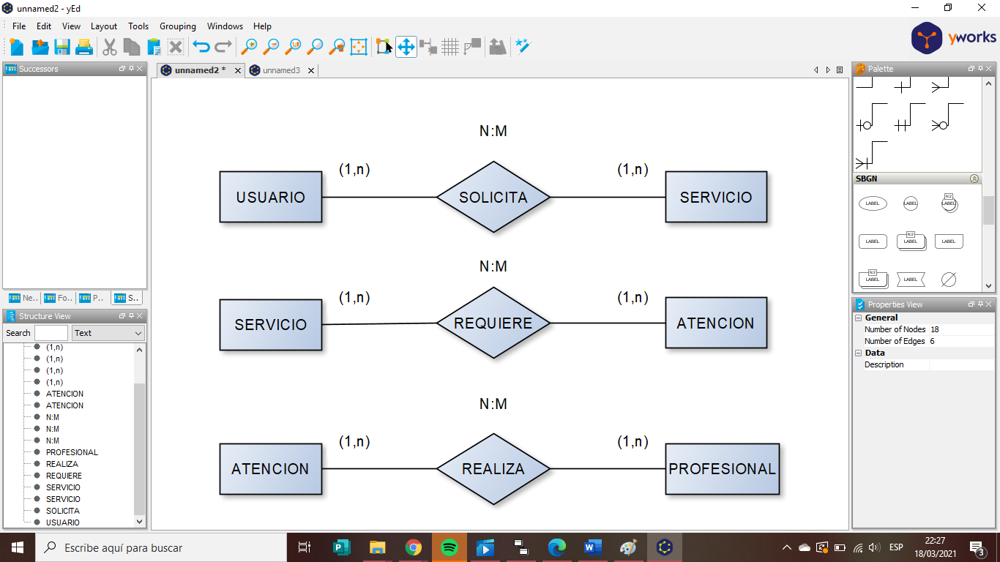 unnamed2 - yEd
File Edit View Layout Tools Grouping Windows Help
1:1
yworks
Successors
unnamed2 *
unnamed3
Palette
N:M
(1,n)
(1,n)
USUARIO
SOLICITA
SERVICIO
N:M
(1,n)
(1,n)
SERVICIO
REQUIERE
ATENCION
N:M
(1,n)
(1,n)
ATENCION
REALIZA
PROFESIONAL
Ne..
Fo..
P..
S..
Structure View
Search
Text
(1,n)
(1,n)
(1,n)
(1,n)
ATENCION
ATENCION
N:M
N:M
N:M
PROFESIONAL
REALIZA
REQUIERE
SERVICIO
SERVICIO
SOLICITA
USUARIO
SBGN
LABEL
LABEL
N:2
LABEL
LABEL
N:2
LABEL
LABEL
N:2
LABEL
LABEL
Properties View
General
Number of Nodes 18
Number of Edges 6
Data
Description
Escribe aquí para buscar
ESP
22:27
18/03/2021
3